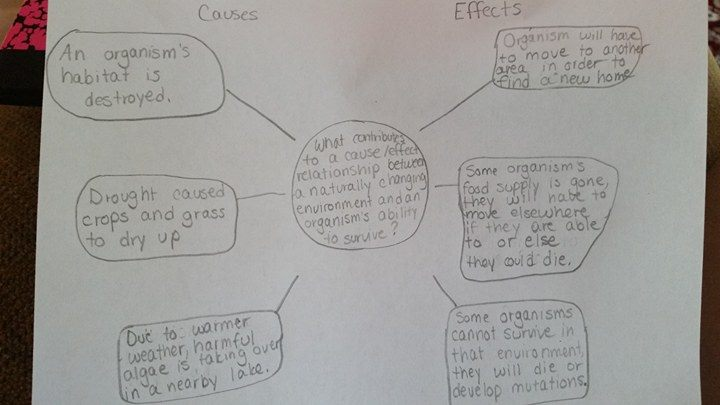 Causes
Effects
An organism's
habitat is
destroyed.
Organism will have
to move to another
area in order to
find a new home
What contributes
to a cause/effect
relationship between
a naturally changing
environment and an
organism's ability
to survive?
Drought caused
crops and grass
to dry up
Some organism's
food supply is gone,
they will have to
move elsewhere
if they are able
to or else
they could die.
Due to warmer
weather, harmful
algae is taking over
in a nearby lake.
Some organisms
cannot survive in
that environment,
they will die or
develop mutations.